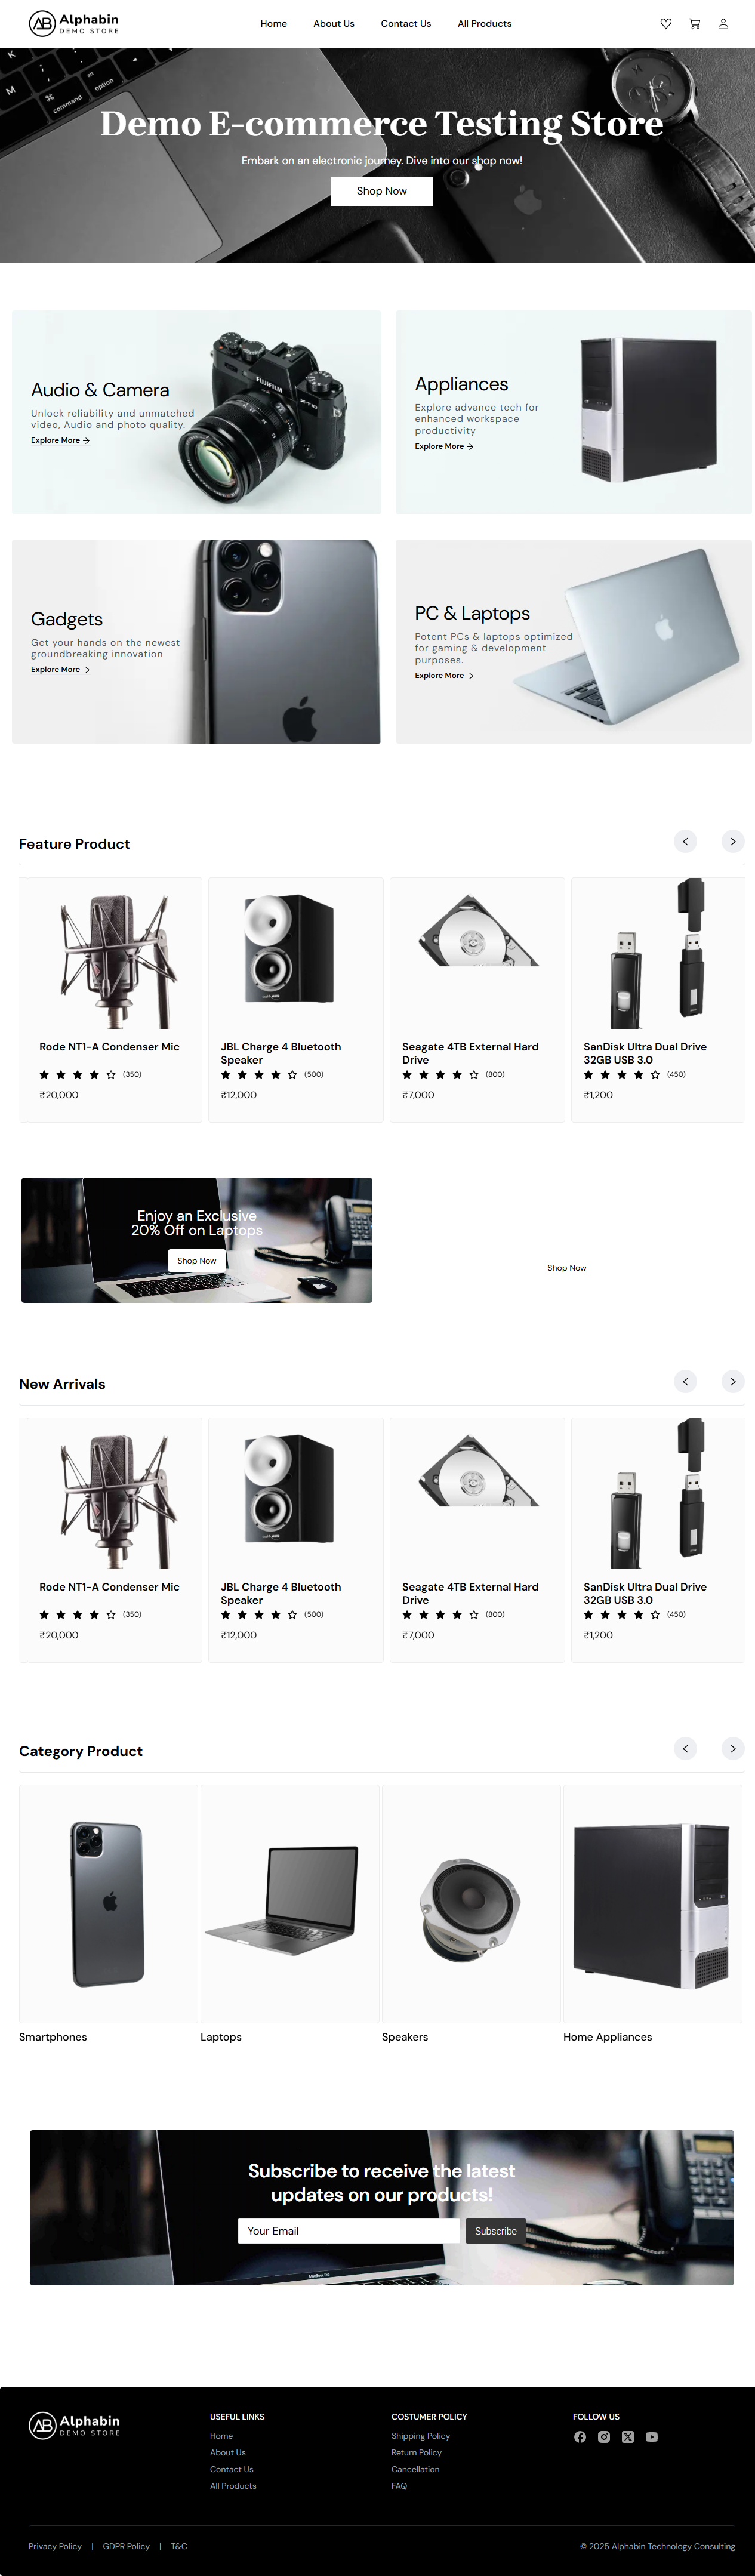 Alphabin
DEMO STORE
Home About Us Contact Us All Products
K
M
⌘
command
alt
option
Demo E-commerce Testing Store
Embark on an electronic journey. Dive into our shop now!
Shop Now
Audio & Camera
Unlock reliability and unmatched
video, Audio and photo quality.
Explore More →
FUJIFILM
X-T10
Appliances
Explore advance tech for
enhanced workspace
productivity
Explore More →
Gadgets
Get your hands on the newest
groundbreaking innovation
Explore More →
PC & Laptops
Potent PCs & laptops optimized
for gaming & development
purposes.
Explore More →
Feature Product
Rode NT1-A Condenser Mic
(350)
₹20,000
JBL Charge 4 Bluetooth
Speaker
(500)
₹12,000
Seagate 4TB External Hard
Drive
(800)
₹7,000
SanDisk Ultra Dual Drive
32GB USB 3.0
(450)
₹1,200
Enjoy an Exclusive
20% Off on Laptops
Shop Now
Shop Now
New Arrivals
Rode NT1-A Condenser Mic
(350)
₹20,000
JBL Charge 4 Bluetooth
Speaker
(500)
₹12,000
Seagate 4TB External Hard
Drive
(800)
₹7,000
SanDisk Ultra Dual Drive
32GB USB 3.0
(450)
₹1,200
Category Product
Smartphones
Laptops
Speakers
Home Appliances
Subscribe to receive the latest
updates on our products!
Your Email
Subscribe
MacBook Pro
Alphabin
DEMO STORE
USEFUL LINKS
Home
About Us
Contact Us
All Products
COSTUMER POLICY
Shipping Policy
Return Policy
Cancellation
FAQ
FOLLOW US
Privacy Policy | GDPR Policy | T&C
© 2025 Alphabin Technology Consulting